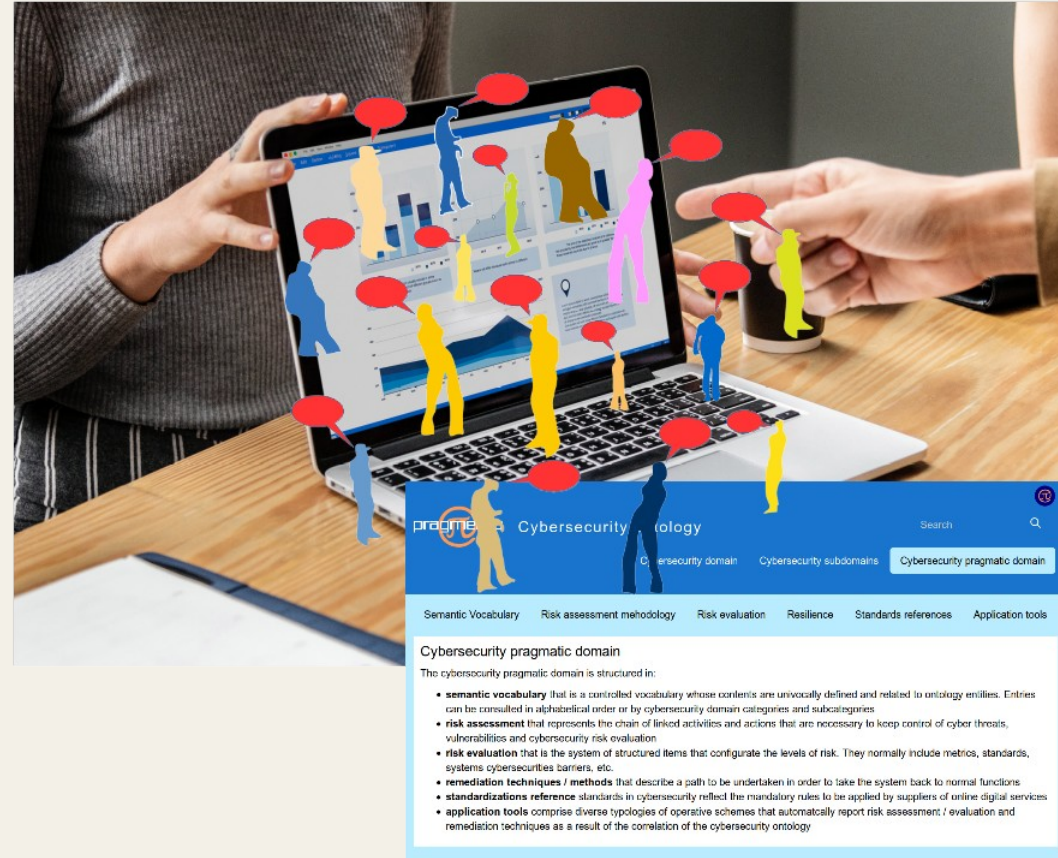 pragme
Cybersecurity
ology
Search
Cybersecurity domain Cybersecurity subdomains Cybersecurity pragmatic domain
Semantic Vocabulary Risk assessment mehodology Risk evaluation Resilience Standards references Application tools
Cybersecurity pragmatic domain
The cybersecurity pragmatic domain is structured in:
• semantic vocabulary that is a controlled vocabulary whose contents are univocally defined and related to ontology entities. Entries
can be consulted in alphabetical order or by cybersecurity domain categories and subcategories
• risk assessment that represents the chain of linked activities and actions that are necessary to keep control of cyber threats,
vulnerabilities and cybersecurity risk evaluation
• risk evaluation that is the system of structured items that configurate the levels of risk. They normally include metrics, standards,
systems cybersecurities barriers, etc.
• remediation techniques / methods that describe a path to be undertaken in order to take the system back to normal functions
• standardizations reference standards in cybersecurity reflect the mandatory rules to be applied by suppliers of online digital services
• application tools comprise diverse typologies of operative schemes that automatcally report risk assessment / evaluation and
remediation techniques as a result of the correlation of the cybersecurity ontology